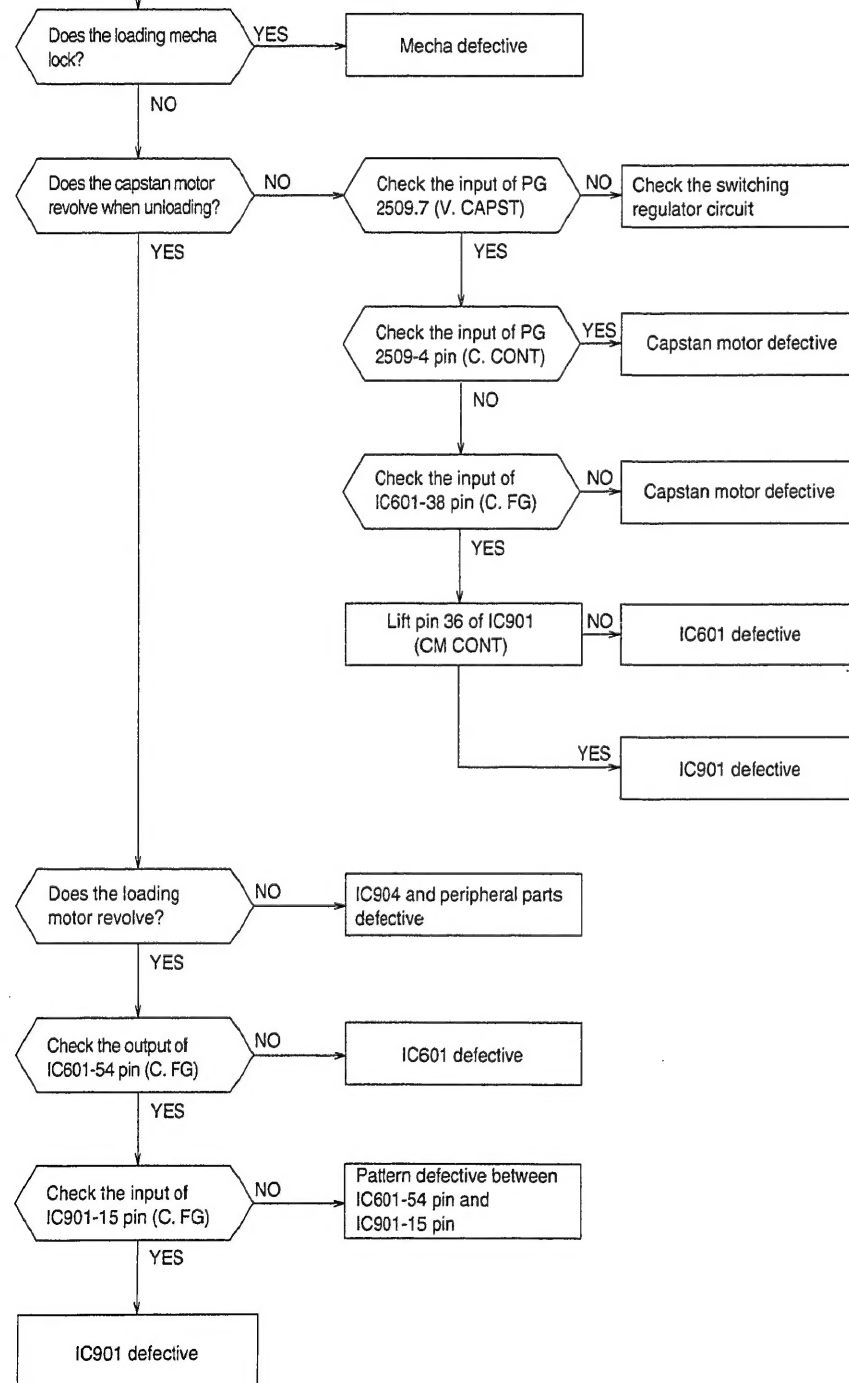 Does the loading mecha
lock?
YES
Mecha defective
NO
Does the capstan motor
revolve when unloading?
NO
Check the input of PG
2509.7 (V. CAPST)
NO
Check the switching
regulator circuit
YES
YES
Check the input of PG
2509-4 pin (C. CONT)
YES
Capstan motor defective
NO
Check the input of
IC601-38 pin (C. FG)
NO
Capstan motor defective
YES
Lift pin 36 of IC901
(CM CONT)
NO
IC601 defective
YES
IC901 defective
Does the loading
motor revolve?
NO
IC904 and peripheral parts
defective
YES
Check the output of
IC601-54 pin (C. FG)
NO
IC601 defective
YES
Check the input of
IC901-15 pin (C. FG)
NO
Pattern defective between
IC601-54 pin and
IC901-15 pin
YES
IC901 defective